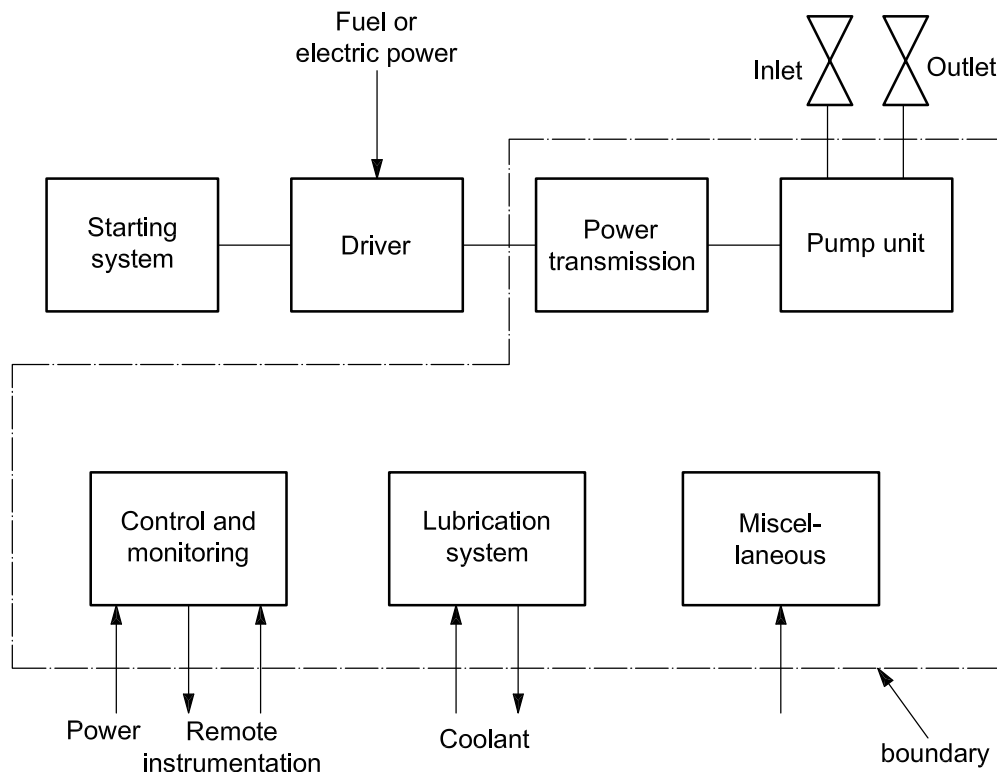 Fuel or
electric power
Inlet
Outlet
Starting
system
Driver
Power
transmission
Pump unit
Control and
monitoring
Lubrication
system
Miscel-
laneous
Power
Remote
instrumentation
Coolant
boundary